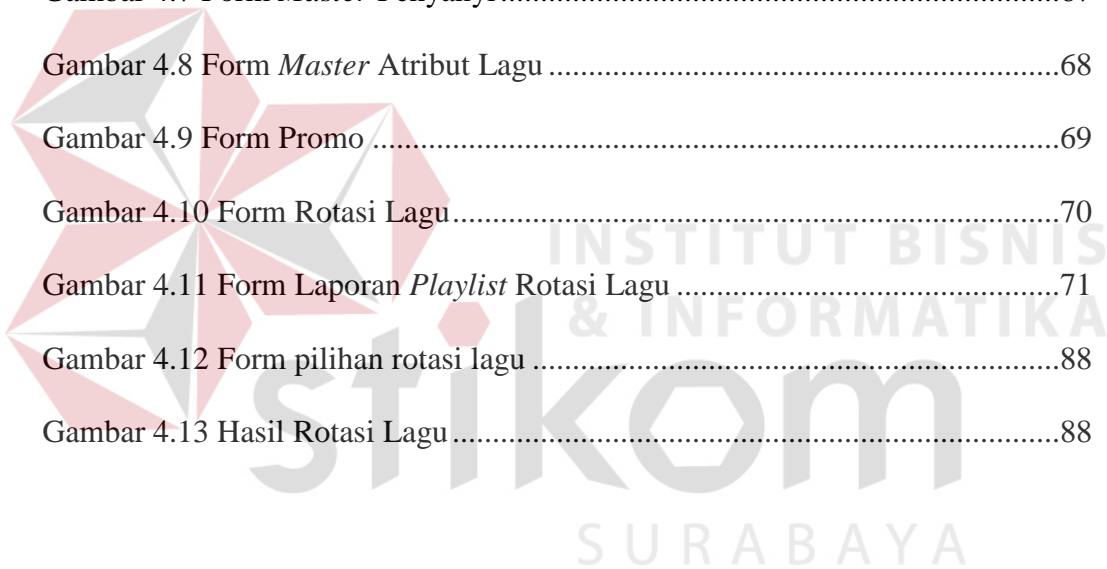 Gambar 4.8 Form Master Atribut Lagu ................................................................68
Gambar 4.9 Form Promo ......................................................................................69
Gambar 4.10 Form Rotasi Lagu............................................................................70
Gambar 4.11 Form Laporan Playlist Rotasi Lagu ................................................71
Gambar 4.12 Form pilihan rotasi lagu ..................................................................88
Gambar 4.13 Hasil Rotasi Lagu............................................................................88
INSTITUT BISNIS
& INFORMATIKA
stikom
SURABAYA